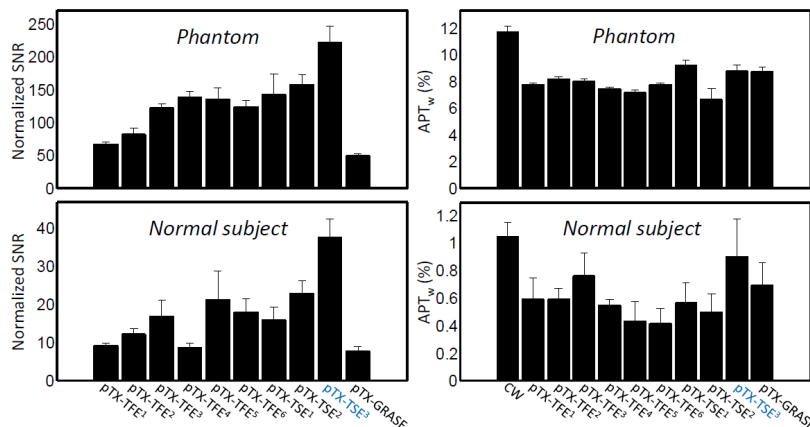 Phantom
Normalized SNR
250
200
150
100
50
0
Phantom
APTw (%)
12
10
8
6
4
2
0
Normal subject
Normalized SNR
40
30
20
10
0
pTX-TFE¹
pTX-TFE²
pTX-TFE³
pTX-TFE⁴
pTX-TFE⁵
pTX-TFE⁶
pTX-TSE¹
pTX-TSE²
pTX-TSE³
pTX-GRASE
Normal subject
APTw (%)
1.2
1
0.8
0.6
0.4
0.2
0
CW
pTX-TFE¹
pTX-TFE²
pTX-TFE³
pTX-TFE⁴
pTX-TFE⁵
pTX-TFE⁶
pTX-TSE¹
pTX-TSE²
pTX-TSE³
pTX-GRASE